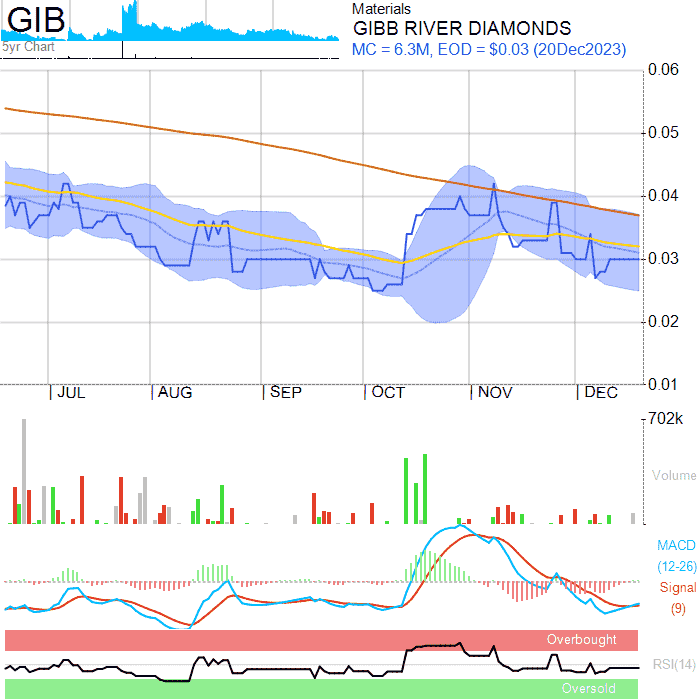 GIB
5yr Chart
Materials
GIBB RIVER DIAMONDS
MC = 6.3M, EOD = $0.03 (20Dec2023)
0.06
0.05
0.04
0.03
0.02
0.01
JUL AUG SEP OCT NOV DEC
702k
Volume
MACD
(12-26)
Signal
(9)
Overbought
RSI(14)
Oversold